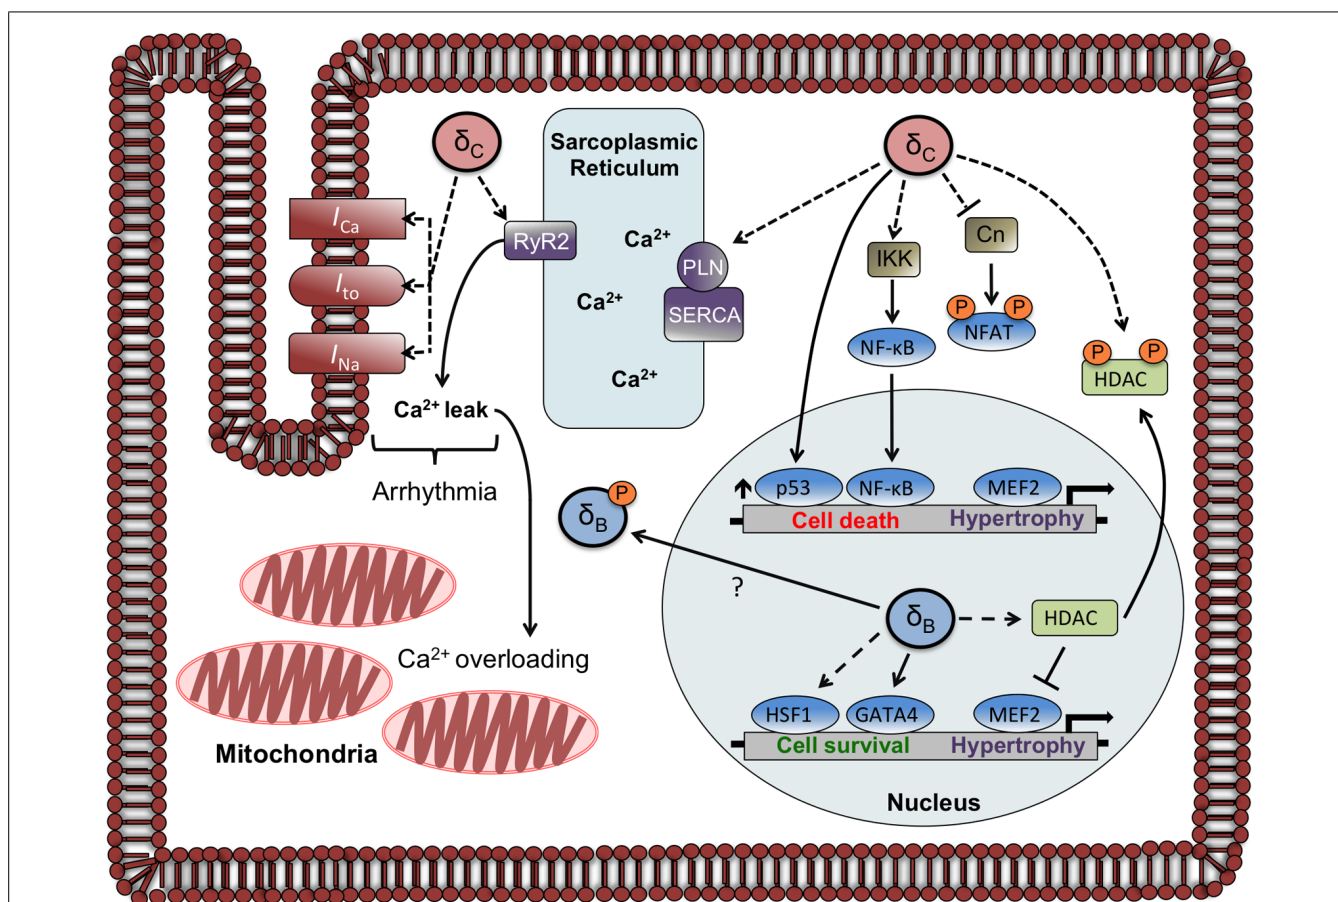 δC
Sarcoplasmic
Reticulum
δC
ICa
RyR2
Ca2+
PLN
IKK
Cn
Ito
Ca2+
SERCA
P P
NFAT
INa
NF-κB
P P
HDAC
Ca2+
Ca2+ leak
Arrhythmia
P
δB
p53
NF-κB
MEF2
Cell death
Hypertrophy
?
δB
HDAC
Ca2+ overloading
HSF1
GATA4
MEF2
Cell survival
Hypertrophy
Mitochondria
Nucleus